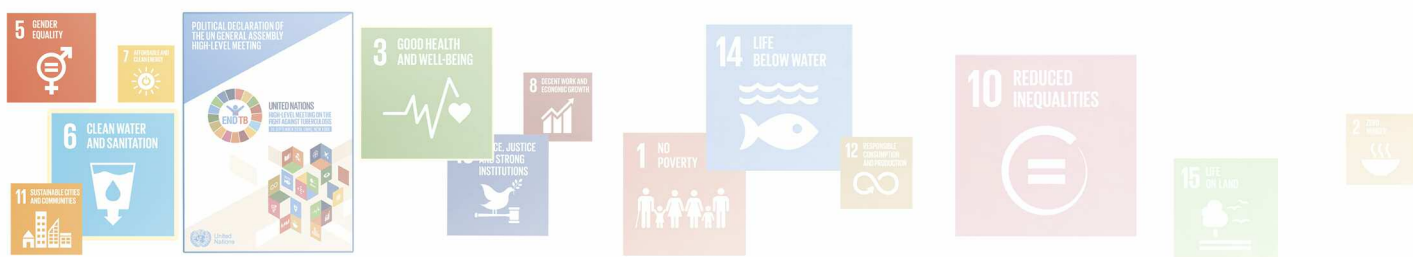 5 GENDER
EQUALITY
7 AFFORDABLE AND
CLEAN ENERGY
6 CLEAN WATER
AND SANITATION
11 SUSTAINABLE CITIES
AND COMMUNITIES
POLITICAL DECLARATION OF
THE UN GENERAL ASSEMBLY
HIGH-LEVEL MEETING
END TB
UNITED NATIONS
HIGH-LEVEL MEETING ON THE
FIGHT AGAINST TUBERCULOSIS
United
Nations
3 GOOD HEALTH
AND WELL-BEING
8 DECENT WORK AND
ECONOMIC GROWTH
CE, JUSTICE
AND STRONG
INSTITUTIONS
1 NO
POVERTY
14 LIFE
BELOW WATER
12 RESPONSIBLE
CONSUMPTION
AND PRODUCTION
10 REDUCED
INEQUALITIES
15 LIFE
ON LAND
2 ZERO
HUNGER